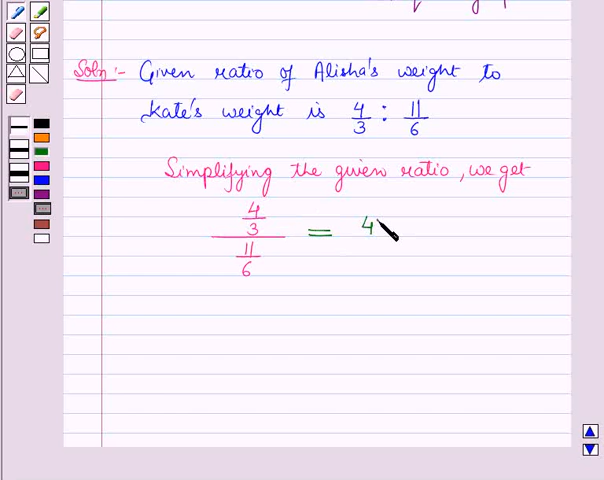 Soln:- Given ratio of Alisha's weight to
Kate's weight is 4/3 : 11/6
Simplifying the given ratio, we get
4/3 / 11/6 = 4